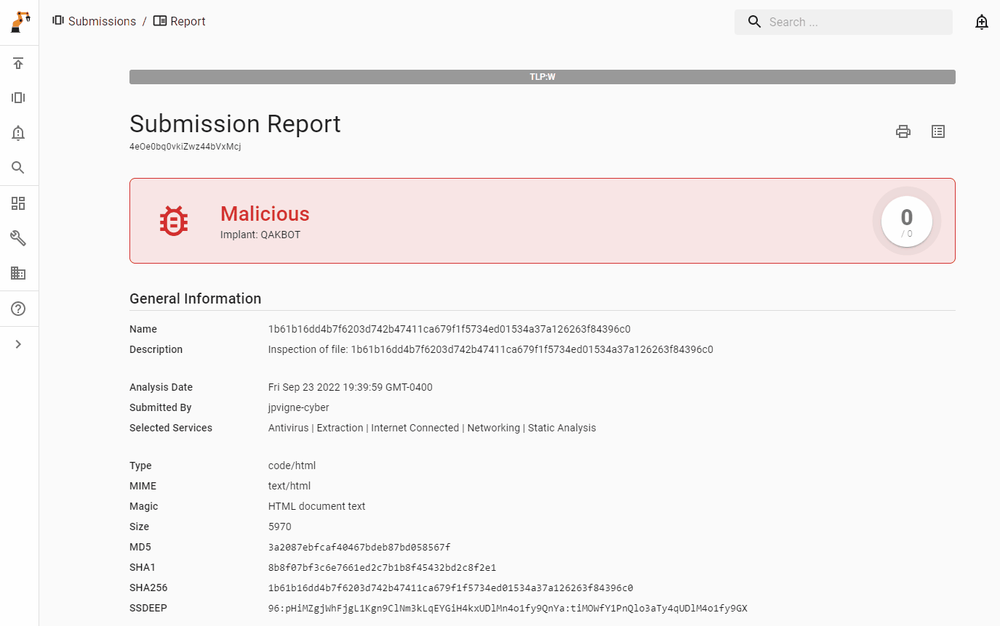 Submissions / Report
Search ...
TLP:W
Submission Report
4eOe0bq0vkiZwz44bVxMcj
Malicious
Implant: QAKBOT
0
/ 0
General Information
Name 1b61b16dd4b7f6203d742b47411ca679f1f5734ed01534a37a126263f84396c0
Description Inspection of file: 1b61b16dd4b7f6203d742b47411ca679f1f5734ed01534a37a126263f84396c0
Analysis Date Fri Sep 23 2022 19:39:59 GMT-0400
Submitted By jpvigne-cyber
Selected Services Antivirus | Extraction | Internet Connected | Networking | Static Analysis
Type code/html
MIME text/html
Magic HTML document text
Size 5970
MD5 3a2087ebfcaf40467bdeb87bd058567f
SHA1 8b8f07bf3c6e7661ed2c7b1b8f45432bd2c8f2e1
SHA256 1b61b16dd4b7f6203d742b47411ca679f1f5734ed01534a37a126263f84396c0
SSDEEP 96:pHiMZgjWhFjgL1Kgn9ClNm3kLqEYGiH4kxUDlMn4o1fy9QnYa:tiMOWfY1PnQlo3aTy4qUDlM4o1fy9GX